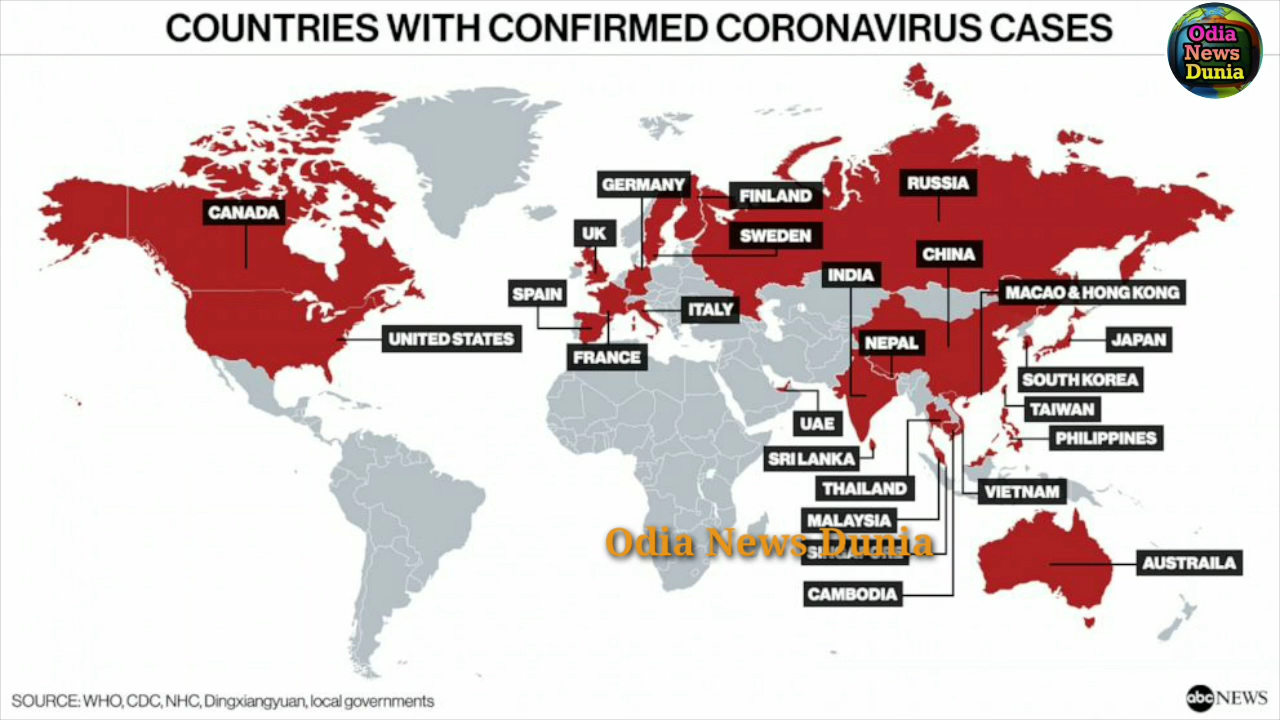 COUNTRIES WITH CONFIRMED CORONAVIRUS CASES
Odia
News
Dunia
GERMANY
FINLAND
RUSSIA
CANADA
UK
SWEDEN
CHINA
INDIA
SPAIN
MACAO & HONG KONG
ITALY
UNITED STATES
NEPAL
JAPAN
FRANCE
SOUTH KOREA
TAIWAN
UAE
PHILIPPINES
SRI LANKA
THAILAND
VIETNAM
MALAYSIA
Odia News Dunia
SINGAPORE
AUSTRAILA
CAMBODIA
SOURCE: WHO, CDC, NHC, Dingxiangyuan, local governments
abc NEWS